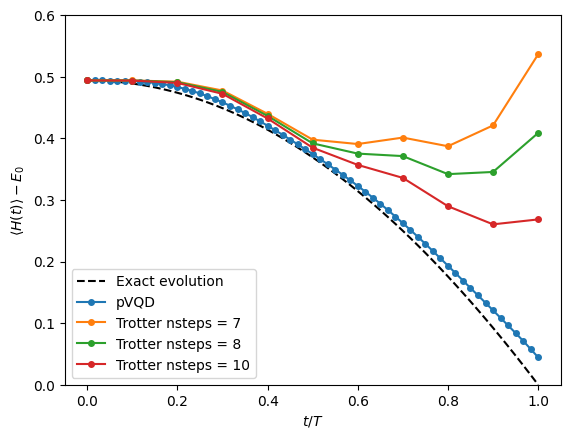 0.6
0.5
0.4
0.3
0.2
0.1
0.0
⟨H(t)⟩ − E₀
Exact evolution
pVQD
Trotter nsteps = 7
Trotter nsteps = 8
Trotter nsteps = 10
0.0 0.2 0.4 0.6 0.8 1.0
t/T